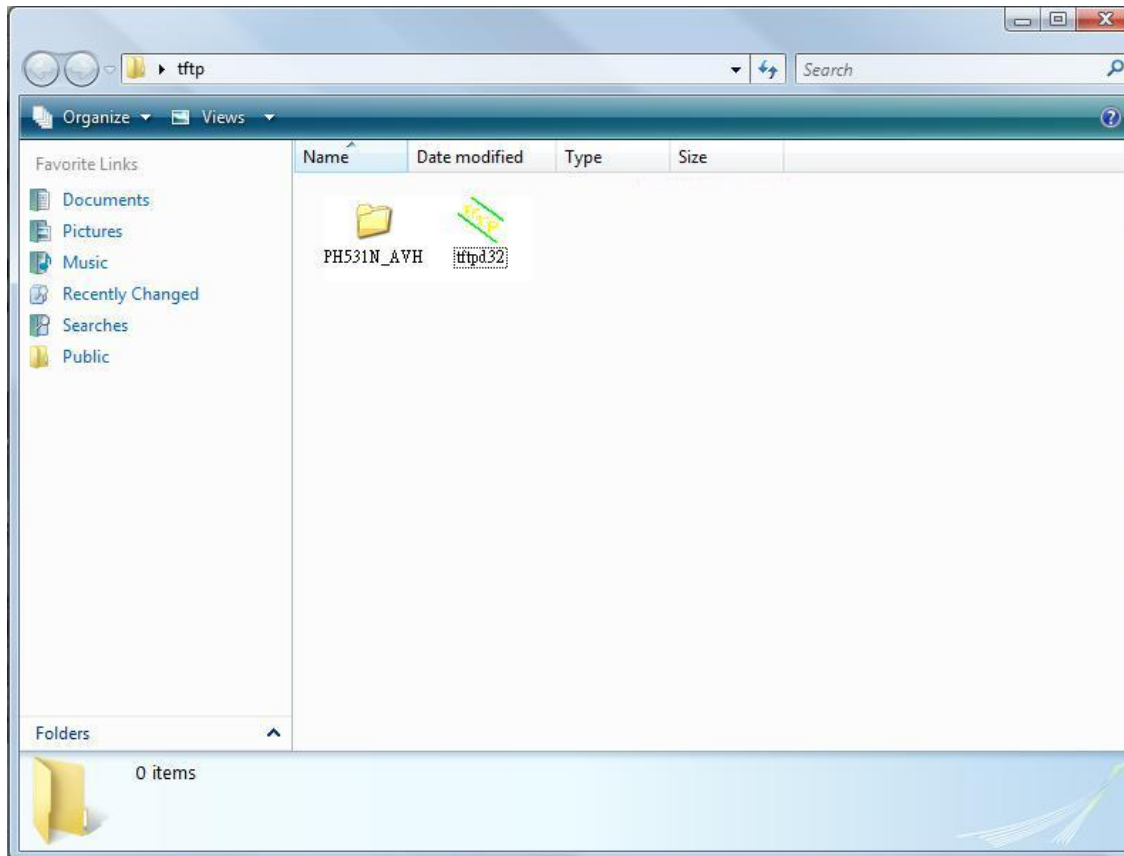 tftp
Search
Organize Views
Name Date modified Type Size
Favorite Links
Documents
Pictures
Music
Recently Changed
Searches
Public
PH531N_AVH tftpd32
Folders
0 items